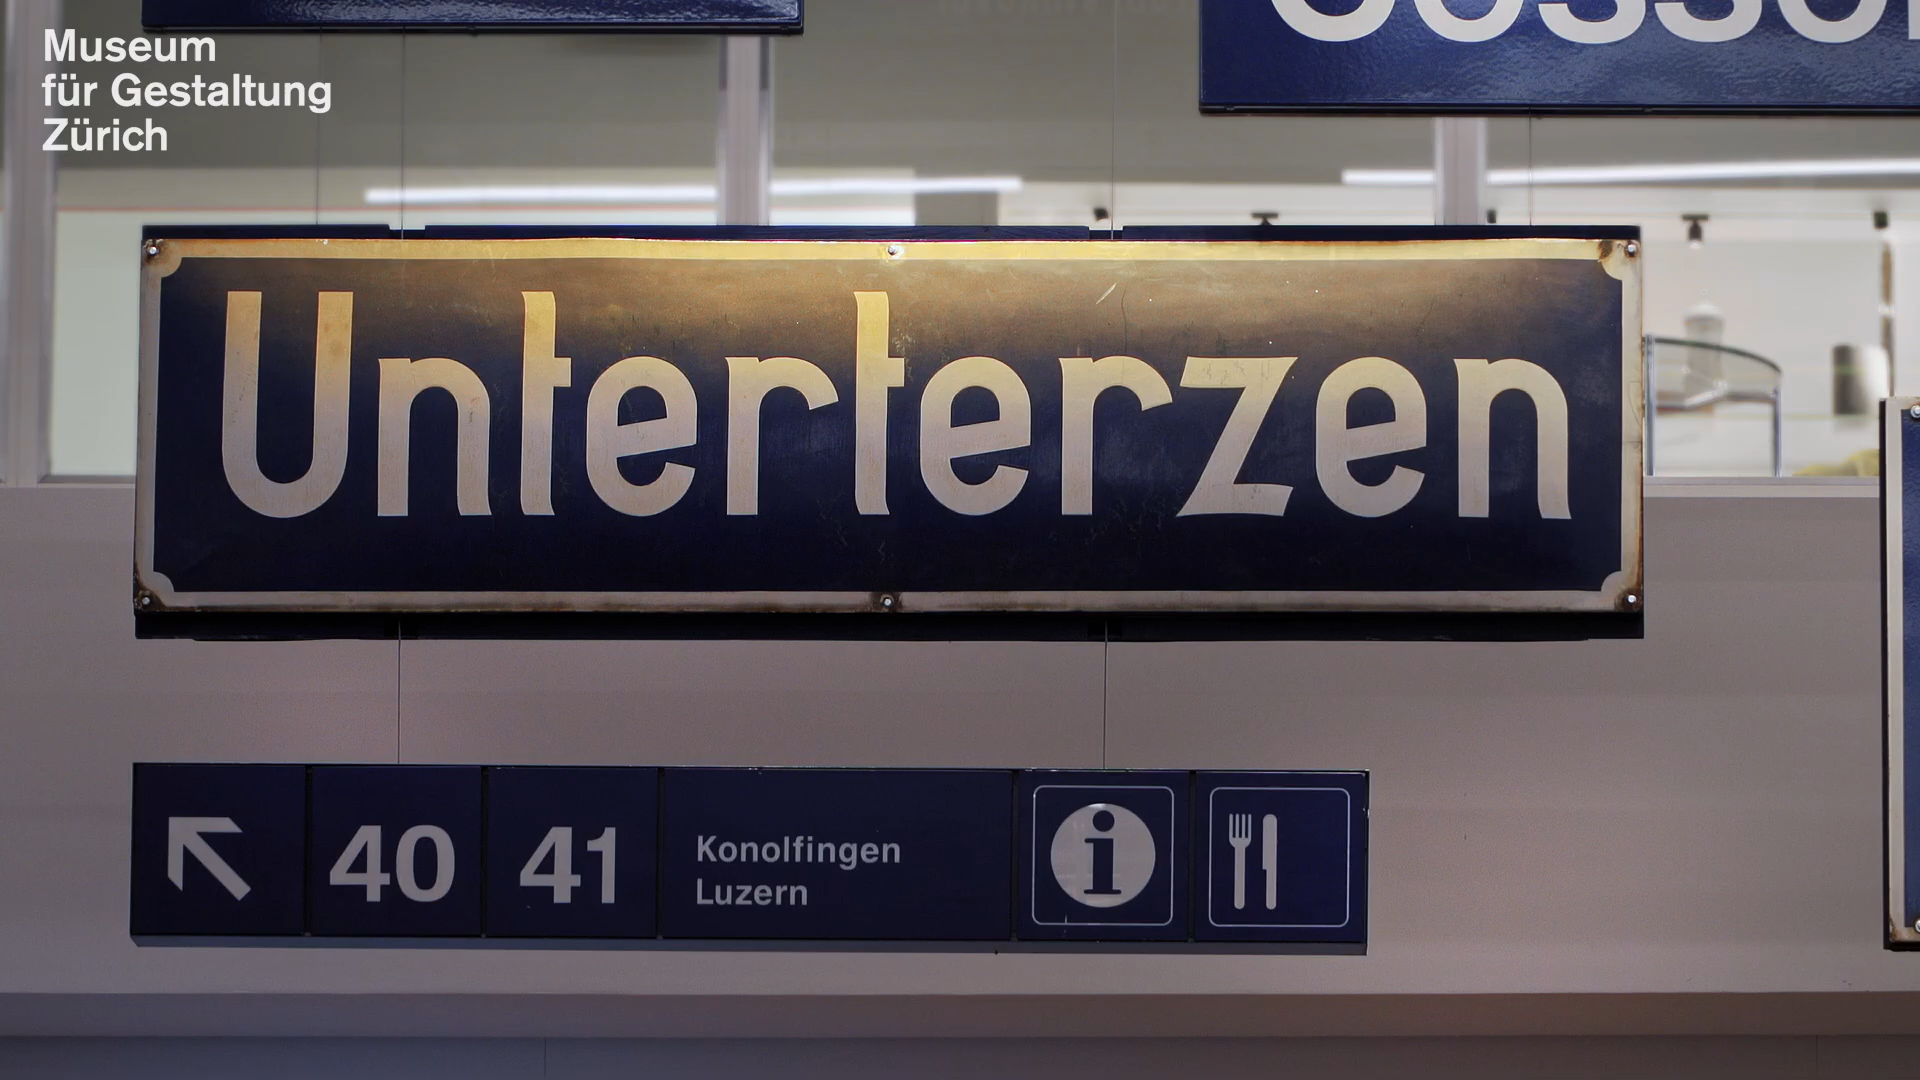 Museum
für Gestaltung
Zürich
Unterterzen
40 41 Konolfingen
Luzern
i